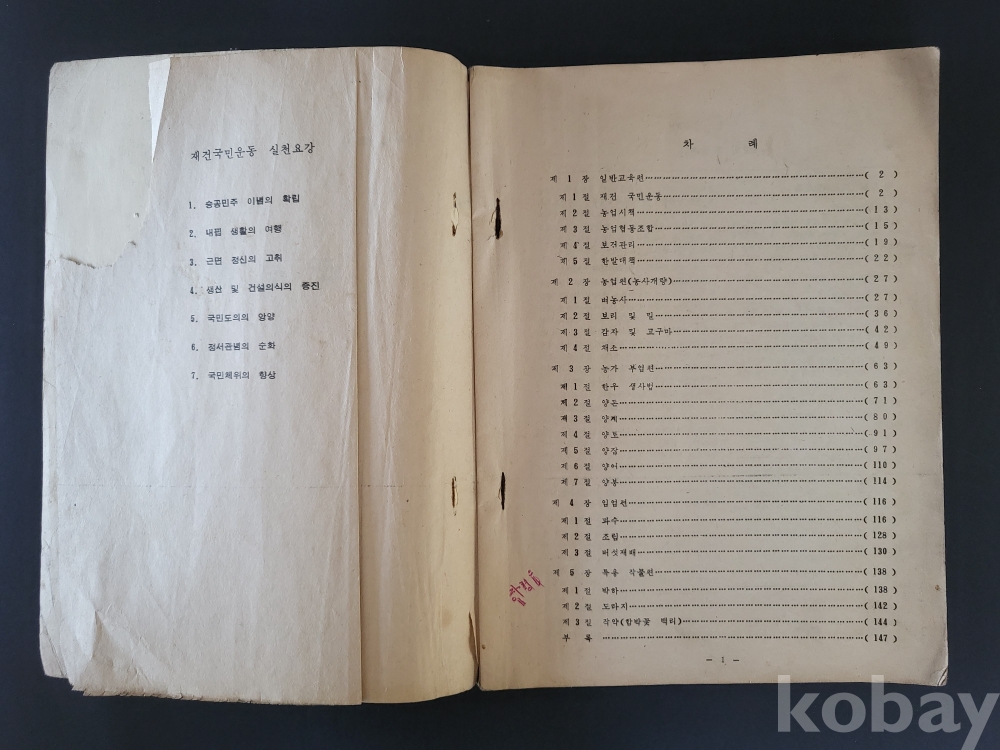 재건국민운동 실천요강
1. 승공민주 이념의 확립
2. 내핍 생활의 여행
3. 근면 정신의 고취
4. 생산 및 건설의식의 증진
5. 국민도의의 앙양
6. 정서관념의 순화
7. 국민체위의 향상
차 례
제 1 장 일반교육편……………( 2 )
제 1 절 재건 국민운동……………( 2 )
제 2 절 농업시책……………( 13 )
제 3 절 농업협동조합……………( 15 )
제 4 절 보건관리……………( 19 )
제 5 절 한발대책……………( 22 )
제 2 장 농업편(농사개량)……………( 27 )
제 1 절 벼농사……………( 27 )
제 2 절 보리 및 밀……………( 36 )
제 3 절 감자 및 고구마……………( 42 )
제 4 절 채소……………( 49 )
제 3 장 농가 부업편……………( 63 )
제 1 절 한우 생사법……………( 63 )
제 2 절 양돈……………( 71 )
제 3 절 양계……………( 80 )
제 4 절 양토……………( 91 )
제 5 절 양잠……………( 97 )
제 6 절 양어……………( 110 )
제 7 절 양봉……………( 114 )
제 4 장 임업편……………( 116 )
제 1 절 과수……………( 116 )
제 2 절 조림……………( 128 )
제 3 절 버섯재배……………( 130 )
제 5 장 특용 작물편……………( 138 )
제 1 절 박하……………( 138 )
제 2 절 도라지……………( 142 )
제 3 절 작약(함박꽃 백티)……………( 144 )
부 록……………( 147 )
— 1 —
kobay